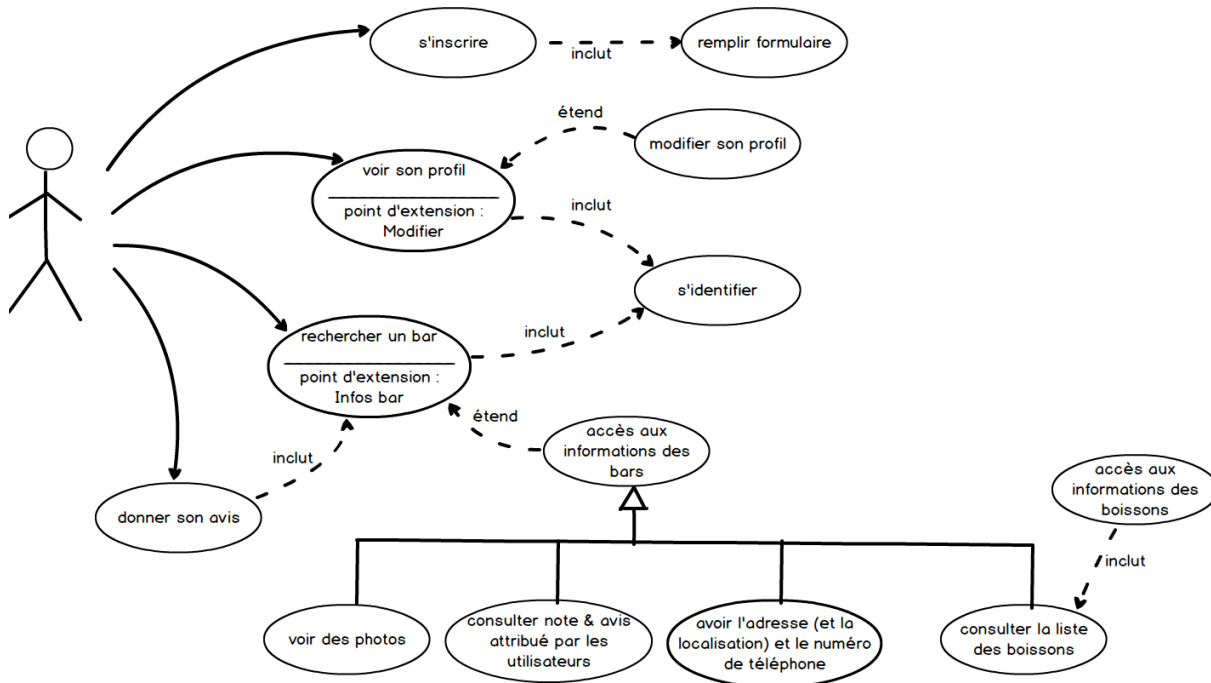 s'inscrire
inclut
remplir formulaire
étend
modifier son profil
voir son profil
point d'extension :
Modifier
inclut
s'identifier
rechercher un bar
point d'extension :
Infos bar
inclut
étend
accès aux
informations des
bars
inclut
donner son avis
accès aux
informations des
boissons
inclut
voir des photos
consulter note & avis
attribué par les
utilisateurs
avoir l'adresse (et la
localisation) et le numéro
de téléphone
consulter la liste
des boissons